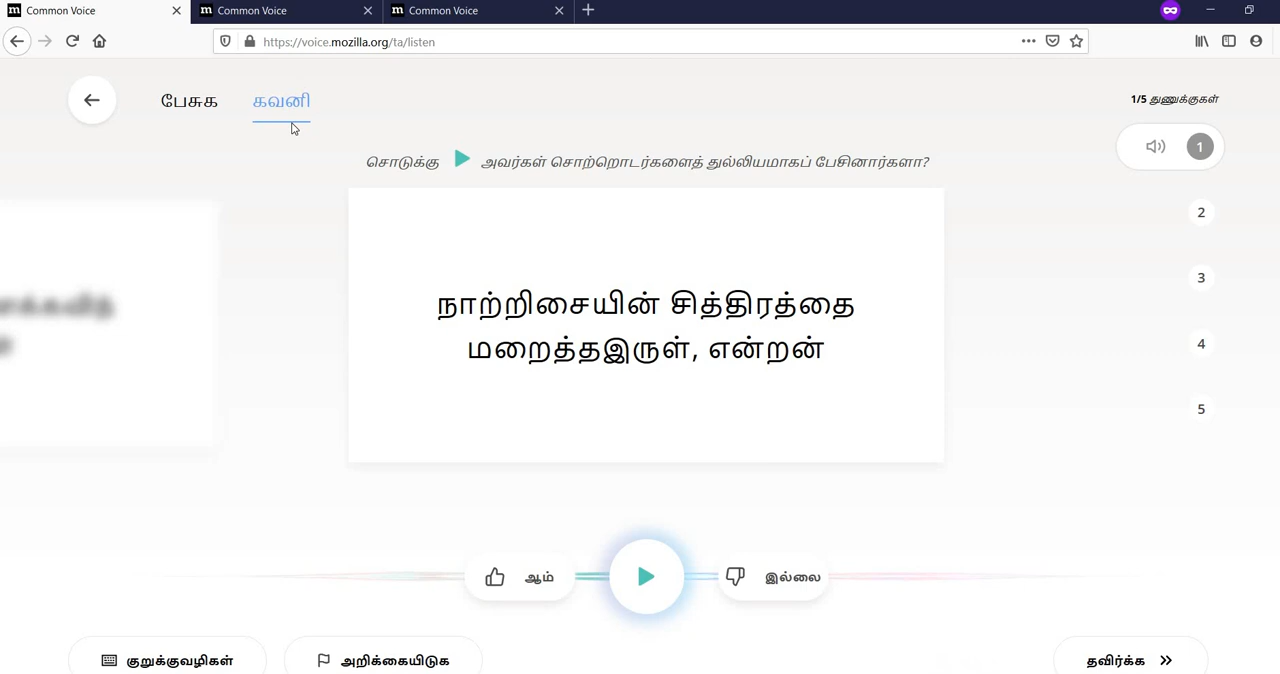 Common Voice
Common Voice
Common Voice
https://voice.mozilla.org/ta/listen
பேசுக
கவனி
1/5 துணுக்குகள்
சொடுக்கு அவர்கள் சொற்றொடர்களைத் துல்லியமாகப் பேசினார்களா?
1
2
3
4
5
நாற்றிசையின் சித்திரத்தை
மறைத்தஇருள், என்றன்
ஆம்
இல்லை
குறுக்குவழிகள்
அறிக்கையிடுக
தவிர்க்க